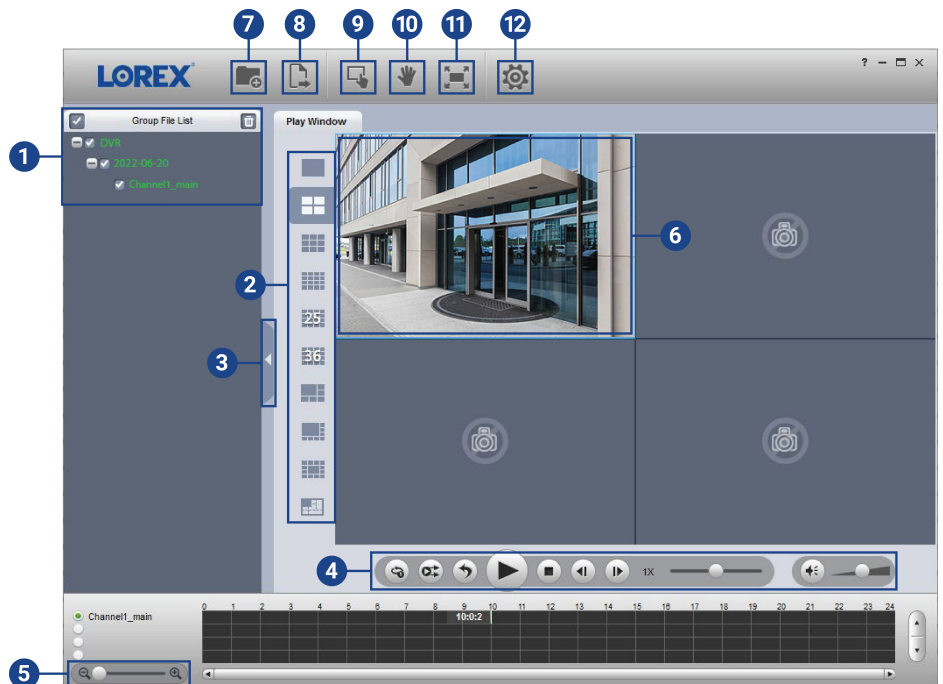 7 8 9 10 11 12
LOREX
?
Group File List
Play Window
1
DVR
2022-06-20
Channel1_main
6
2
25
3
36
4
1X
0 1 2 3 4 5 6 7 8 9 10 11 12 13 14 15 16 17 18 19 20 21 22 23 24
Channel1_main
10:0:2
5